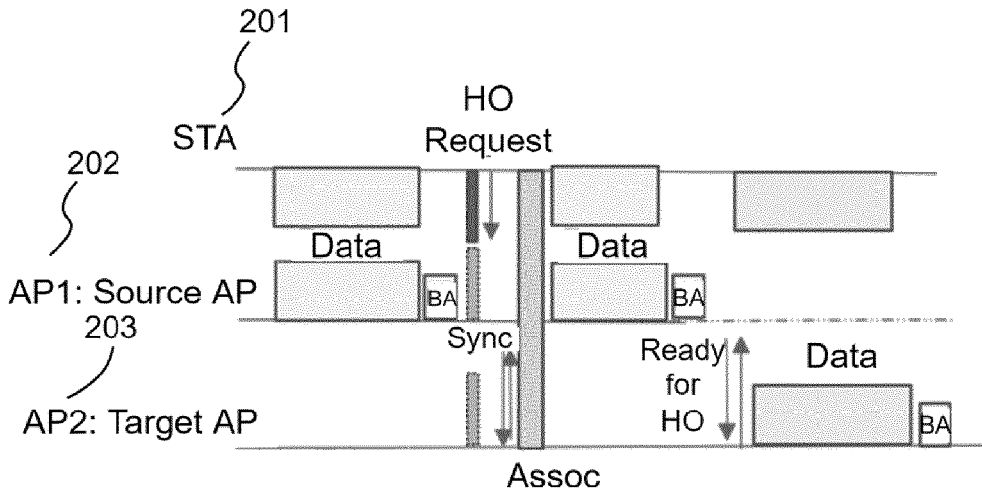 201
STA
HO
Request
202
Data
Data
AP1: Source AP
BA
BA
203
Sync
Ready
for
HO
Data
AP2: Target AP
BA
Assoc